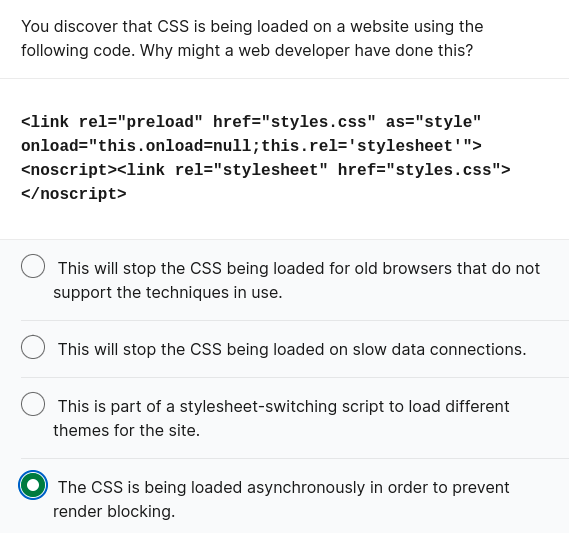 You discover that CSS is being loaded on a website using the
following code. Why might a web developer have done this?
<link rel="preload" href="styles.css" as="style"
onload="this.onload=null;this.rel='stylesheet'">
<noscript><link rel="stylesheet" href="styles.css">
</noscript>
This will stop the CSS being loaded for old browsers that do not
support the techniques in use.
This will stop the CSS being loaded on slow data connections.
This is part of a stylesheet-switching script to load different
themes for the site.
The CSS is being loaded asynchronously in order to prevent
render blocking.